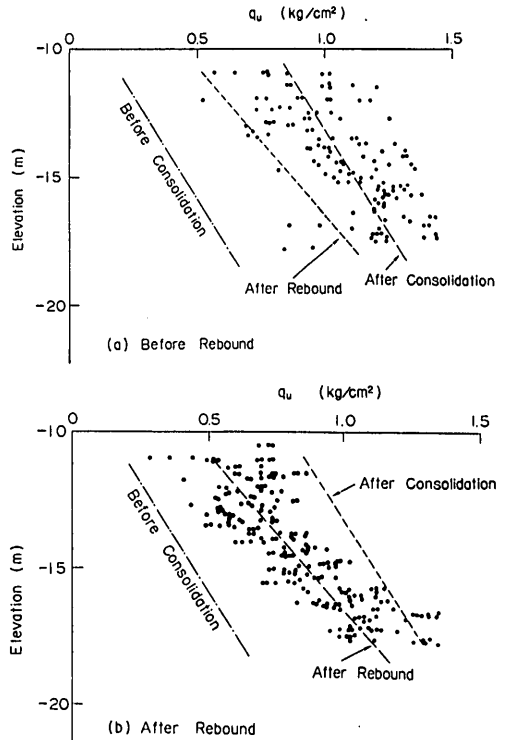 qu (kg/cm²)
0 0.5 1.0 1.5
-10
-15
-20
Elevation (m)
Before Consolidation
After Rebound
After Consolidation
(a) Before Rebound
qu (kg/cm²)
0 0.5 1.0 1.5
-10
-15
-20
Elevation (m)
Before Consolidation
After Consolidation
After Rebound
(b) After Rebound